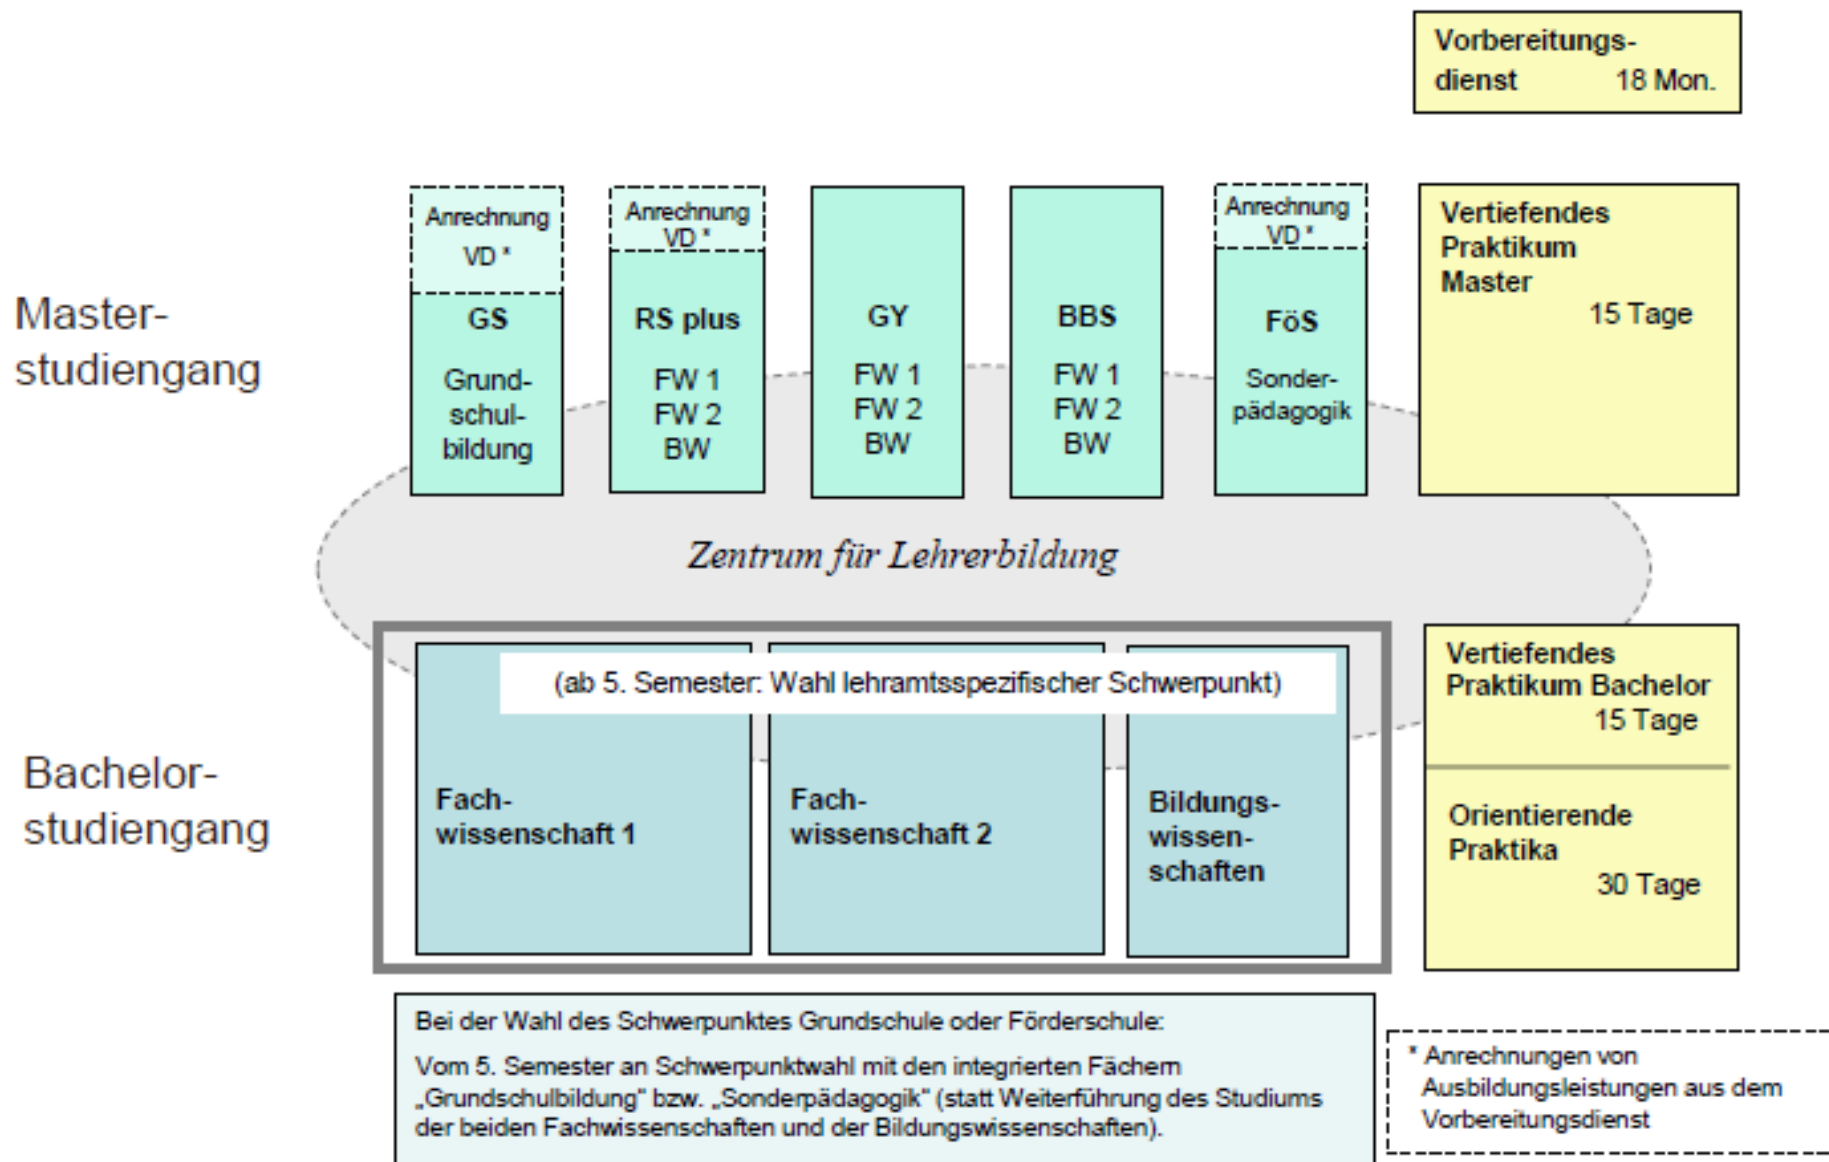 Vorbereitungs-
dienst 18 Mon.
Master-
studiengang
Anrechnung
VD *
GS
Grund-
schul-
bildung
Anrechnung
VD *
RS plus
FW 1
FW 2
BW
GY
FW 1
FW 2
BW
BBS
FW 1
FW 2
BW
Anrechnung
VD *
FöS
Sonder-
pädagogik
Vertiefendes
Praktikum
Master
15 Tage
Zentrum für Lehrerbildung
Bachelor-
studiengang
(ab 5. Semester: Wahl lehramtsspezifischer Schwerpunkt)
Fach-
wissenschaft 1
Fach-
wissenschaft 2
Bildungs-
wissen-
schaften
Vertiefendes
Praktikum Bachelor
15 Tage
Orientierende
Praktika
30 Tage
Bei der Wahl des Schwerpunktes Grundschule oder Förderschule:
Vom 5. Semester an Schwerpunktwahl mit den integrierten Fächern
„Grundschulbildung“ bzw. „Sonderpädagogik“ (statt Weiterführung des Studiums
der beiden Fachwissenschaften und der Bildungswissenschaften).
* Anrechnungen von
Ausbildungsleistungen aus dem
Vorbereitungsdienst